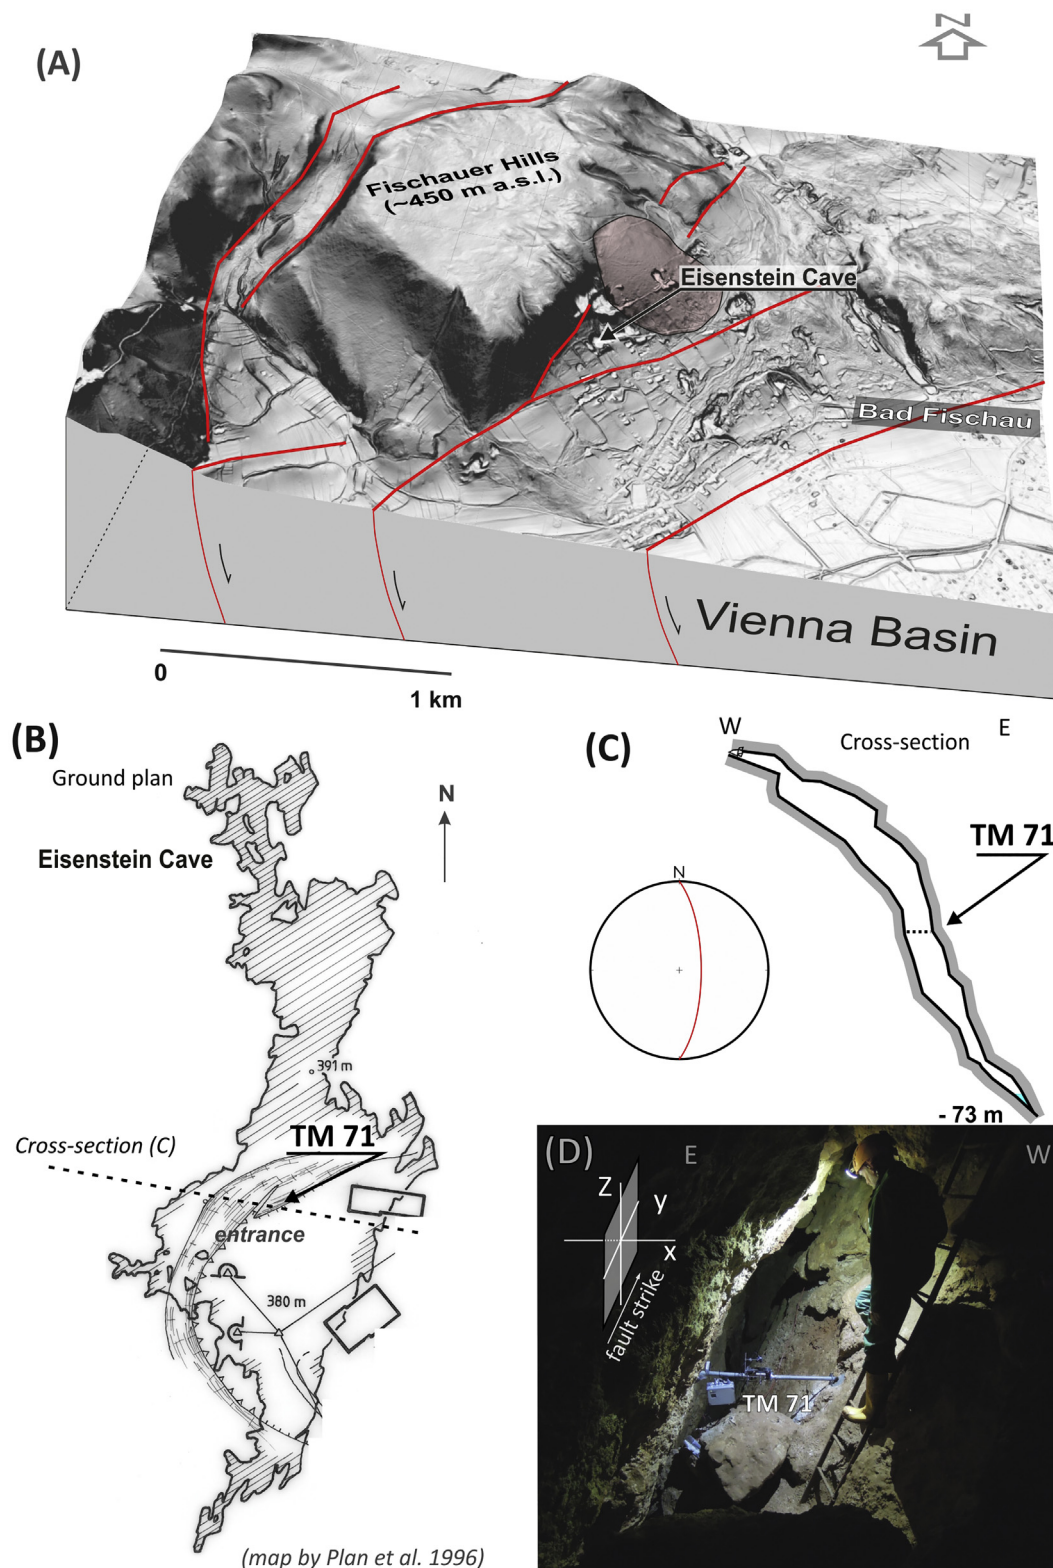 (A)
N
Fischauer Hills
(~450 m a.s.l.)
Eisenstein Cave
Bad Fischau
Vienna Basin
0
1 km
(B)
Ground plan
Eisenstein Cave
N
391 m
TM 71
Cross-section (C)
entrance
380 m
(map by Plan et al. 1996)
(C)
W
Cross-section
E
TM 71
N
- 73 m
(D)
E
W
Z
y
x
fault strike
TM 71